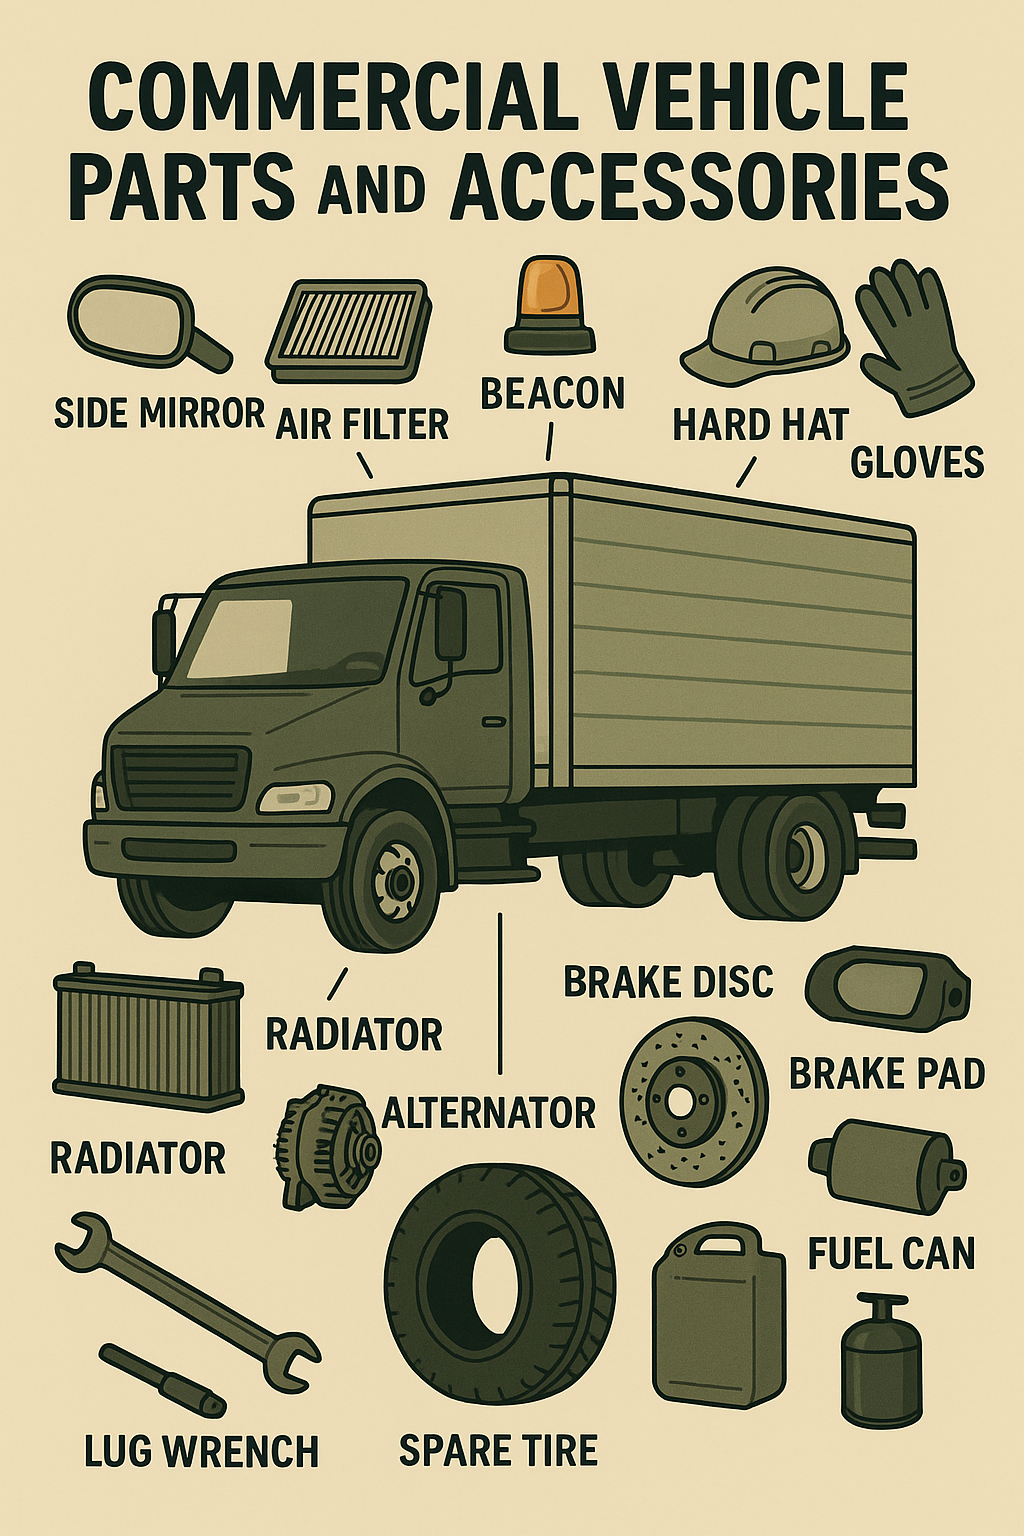 COMMERCIAL VEHICLE
PARTS AND ACCESSORIES
SIDE MIRROR
AIR FILTER
BEACON
HARD HAT
GLOVES
BRAKE DISC
RADIATOR
BRAKE PAD
ALTERNATOR
RADIATOR
FUEL CAN
LUG WRENCH
SPARE TIRE